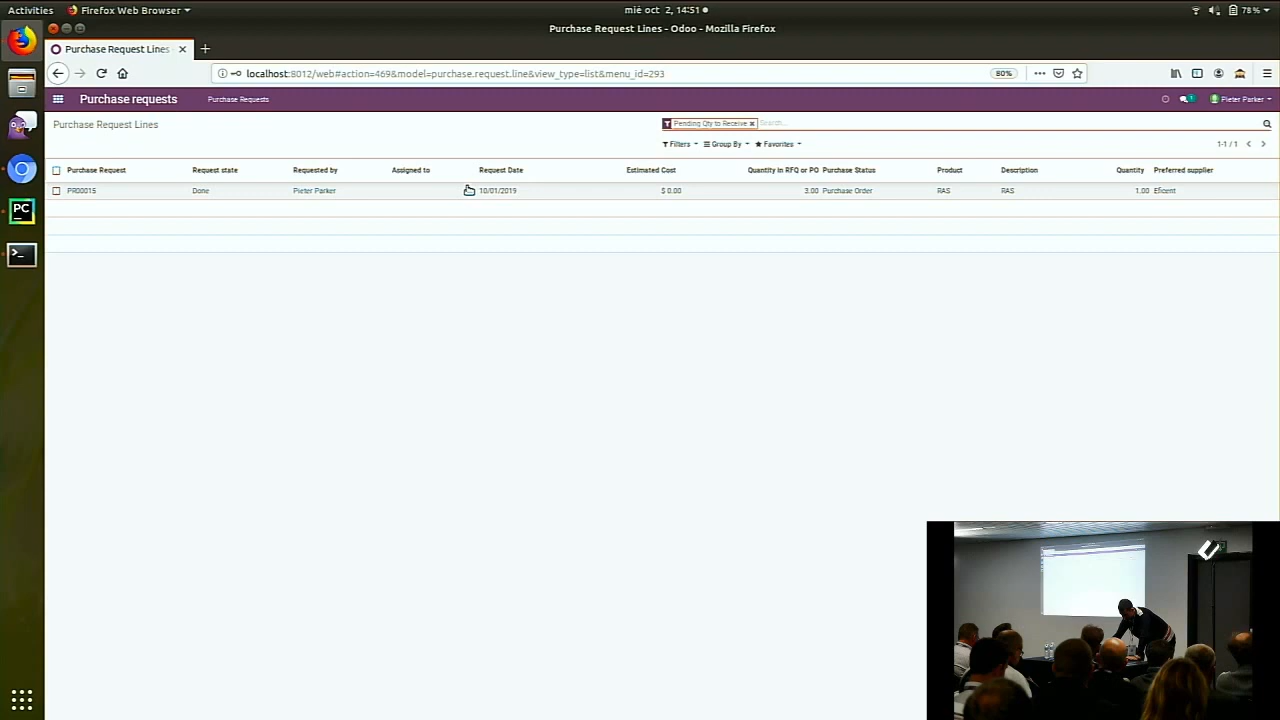 Activities Firefox Web Browser mié oct 2, 14:51 78%
Purchase Request Lines - Odoo - Mozilla Firefox
Purchase Request Lines
localhost:8012/web#action=469&model=purchase.request.line&view_type=list&menu_id=293 80%
Purchase requests Purchase Requests Pieter Parker
Purchase Request Lines Pending Qty to Receive Search...
Filters Group By Favorites 1-1 / 1
Purchase Request Request state Requested by Assigned to Request Date Estimated Cost Quantity in RFQ or PO Purchase Status Product Description Quantity Preferred supplier
PR00015 Done Pieter Parker 10/01/2019 $ 0.00 3.00 Purchase Order RAS RAS 1.00 Eficent
PC